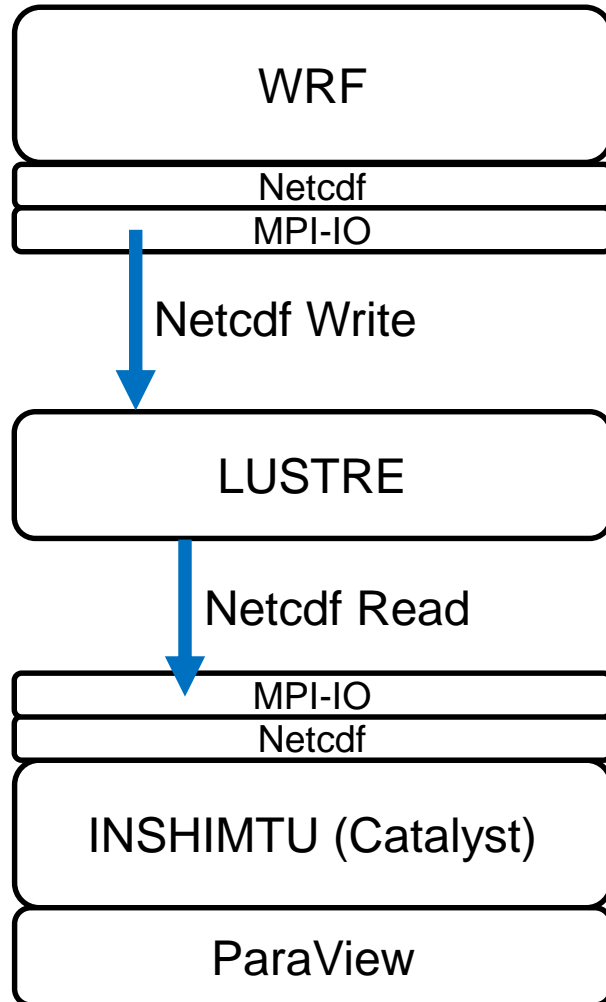 WRF
Netcdf
MPI-IO
Netcdf Write
LUSTRE
Netcdf Read
MPI-IO
Netcdf
INSHIMTU (Catalyst)
ParaView